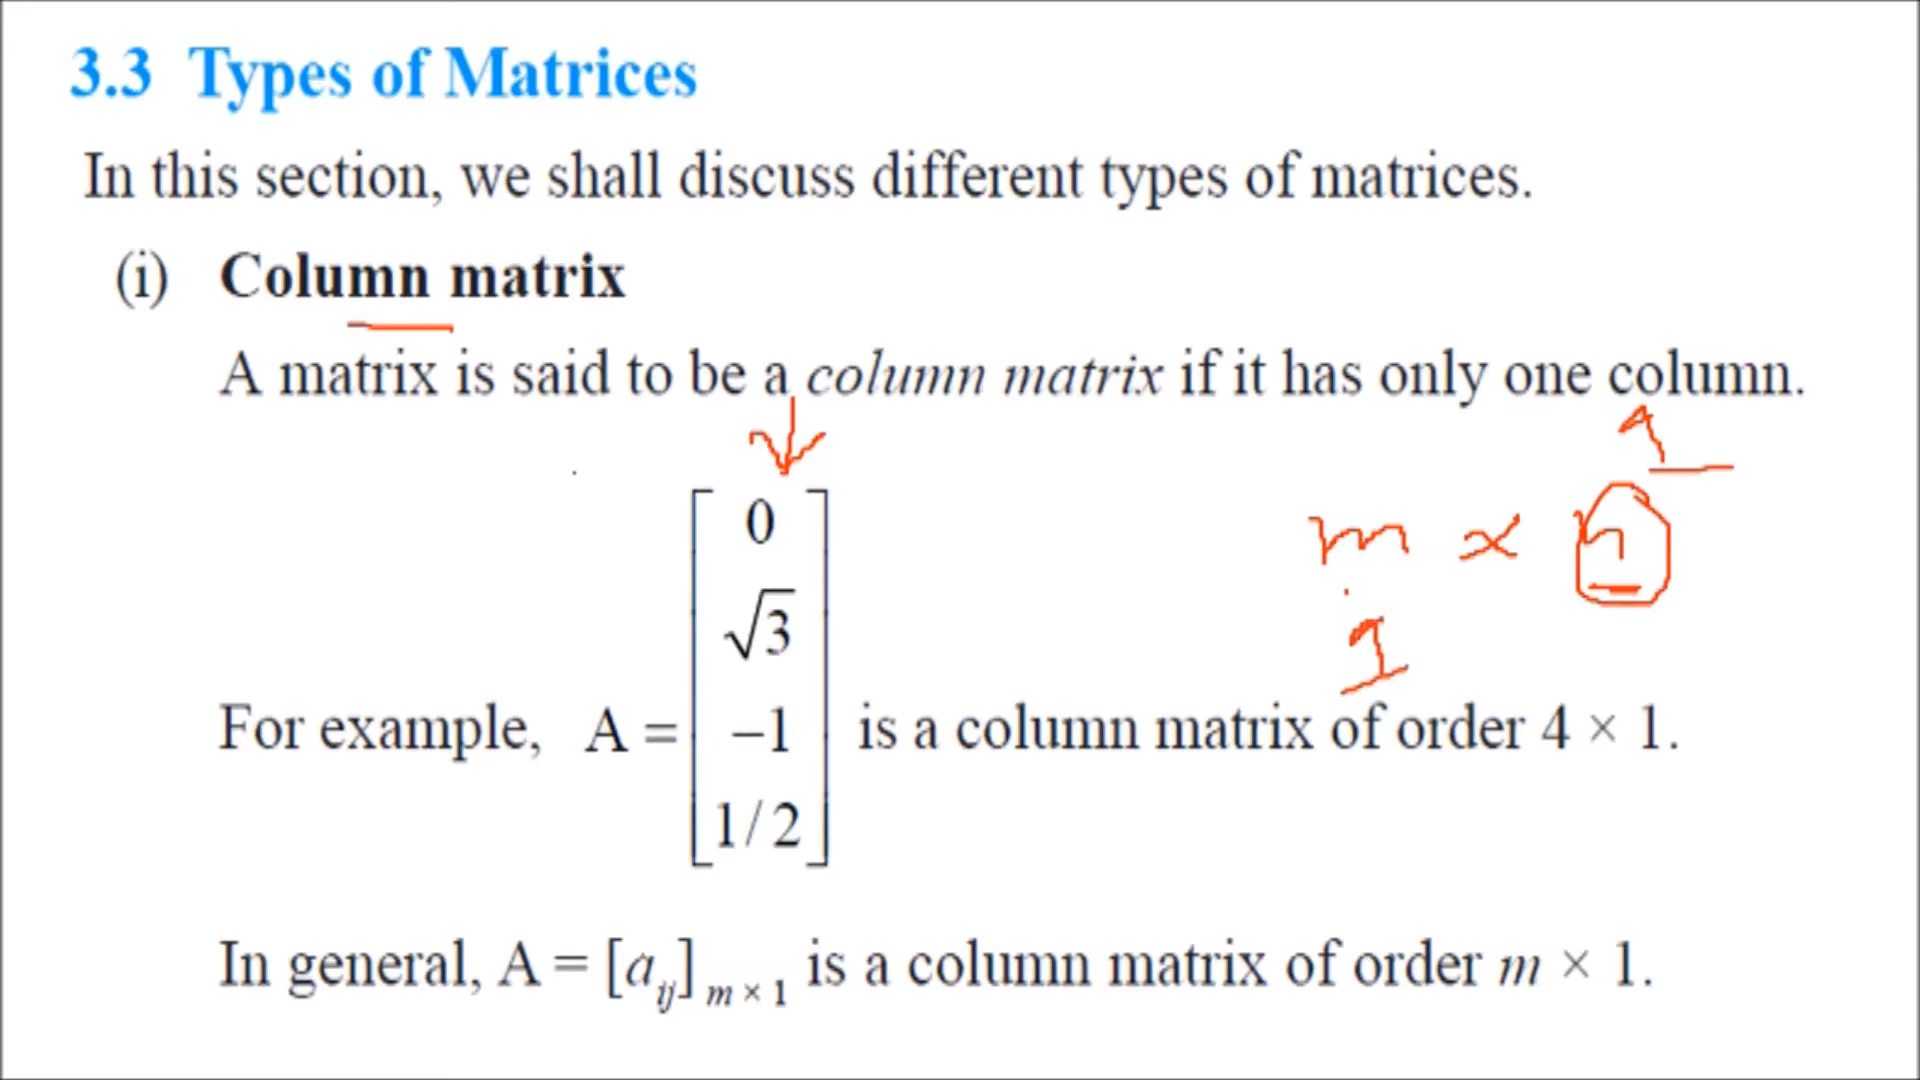 3.3 Types of Matrices
In this section, we shall discuss different types of matrices.
(i) Column matrix
A matrix is said to be a column matrix if it has only one column.
1
m × n
1
0
√3
For example, A = –1 is a column matrix of order 4 × 1.
1/2
In general, A = [aij] m × 1 is a column matrix of order m × 1.